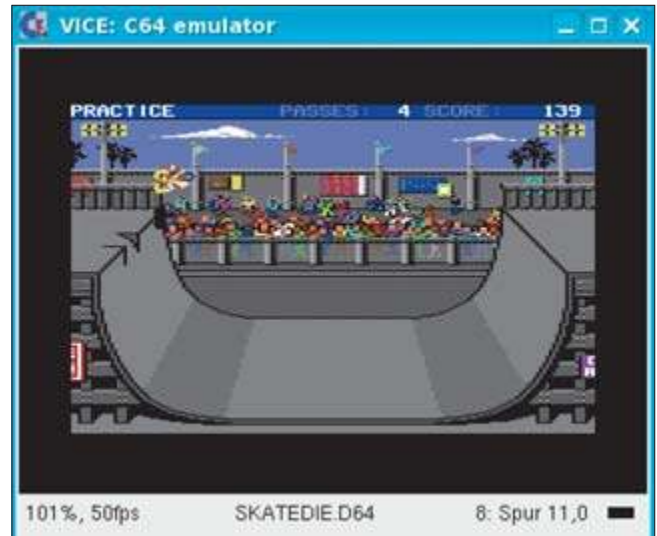 VICE: C64 emulator
PRACTICE PASSES: 4 SCORE: 139
101%, 50fps SKATEDIE.D64 8: Spur 11,0